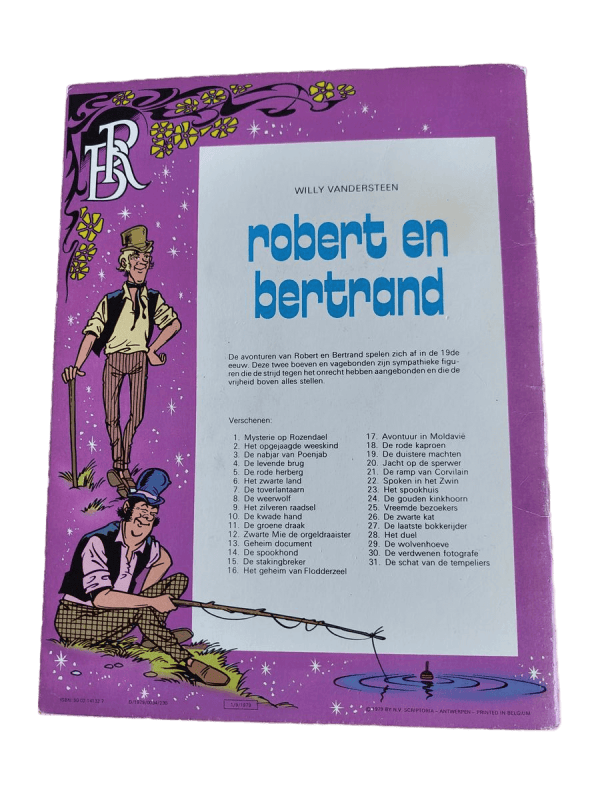 BR
WILLY VANDERSTEEN
robert en
bertrand
De avonturen van Robert en Bertrand spelen zich af in de 19de
eeuw. Deze twee boeven en vagebonden zijn sympathieke figu-
ren die de strijd tegen het onrecht hebben aangebonden en die de
vrijheid boven alles stellen.
Verschenen:
1. Mysterie op Rozendael
2. Het opgejaagde weeskind
3. De nabjar van Poenjab
4. De levende brug
5. De rode herberg
6. Het zwarte land
7. De toverlantaarn
8. De weerwolf
9. Het zilveren raadsel
10. De kwade hand
11. De groene draak
12. Zwarte Mie de orgeldraaister
13. Geheim document
14. De spookhond
15. De stakingbreker
16. Het geheim van Flodderzeel
17. Avontuur in Moldavië
18. De rode kaproen
19. De duistere machten
20. Jacht op de sperwer
21. De ramp van Corvilain
22. Spoken in het Zwin
23. Het spookhuis
24. De gouden kinkhoorn
25. Vreemde bezoekers
26. De zwarte kat
27. De laatste bokkerijder
28. Het duel
29. De wolvenhoeve
30. De verdwenen fotografe
31. De schat van de tempeliers
BY N.V. SCRIPTORIA - ANTWERPEN - PRINTED IN BELGIUM